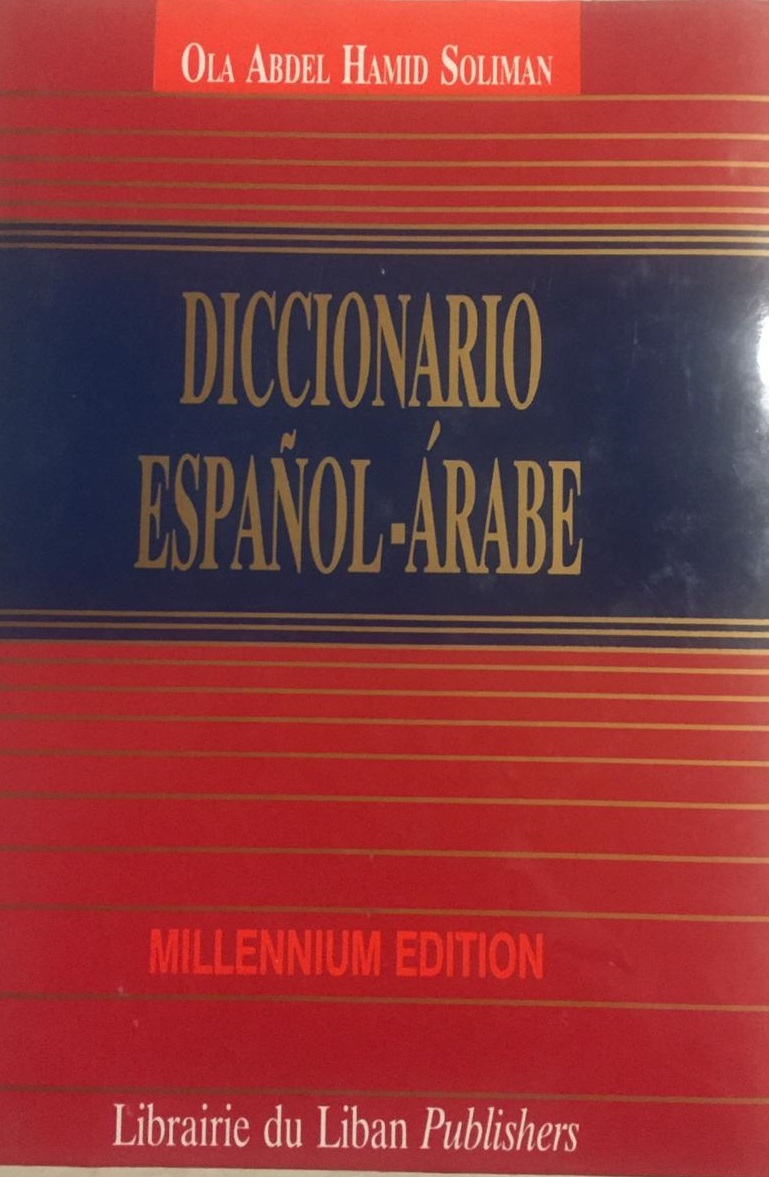 OLA ABDEL HAMID SOLIMAN
DICCIONARIO
ESPAÑOL-ÁRABE
MILLENNIUM EDITION
Librairie du Liban Publishers